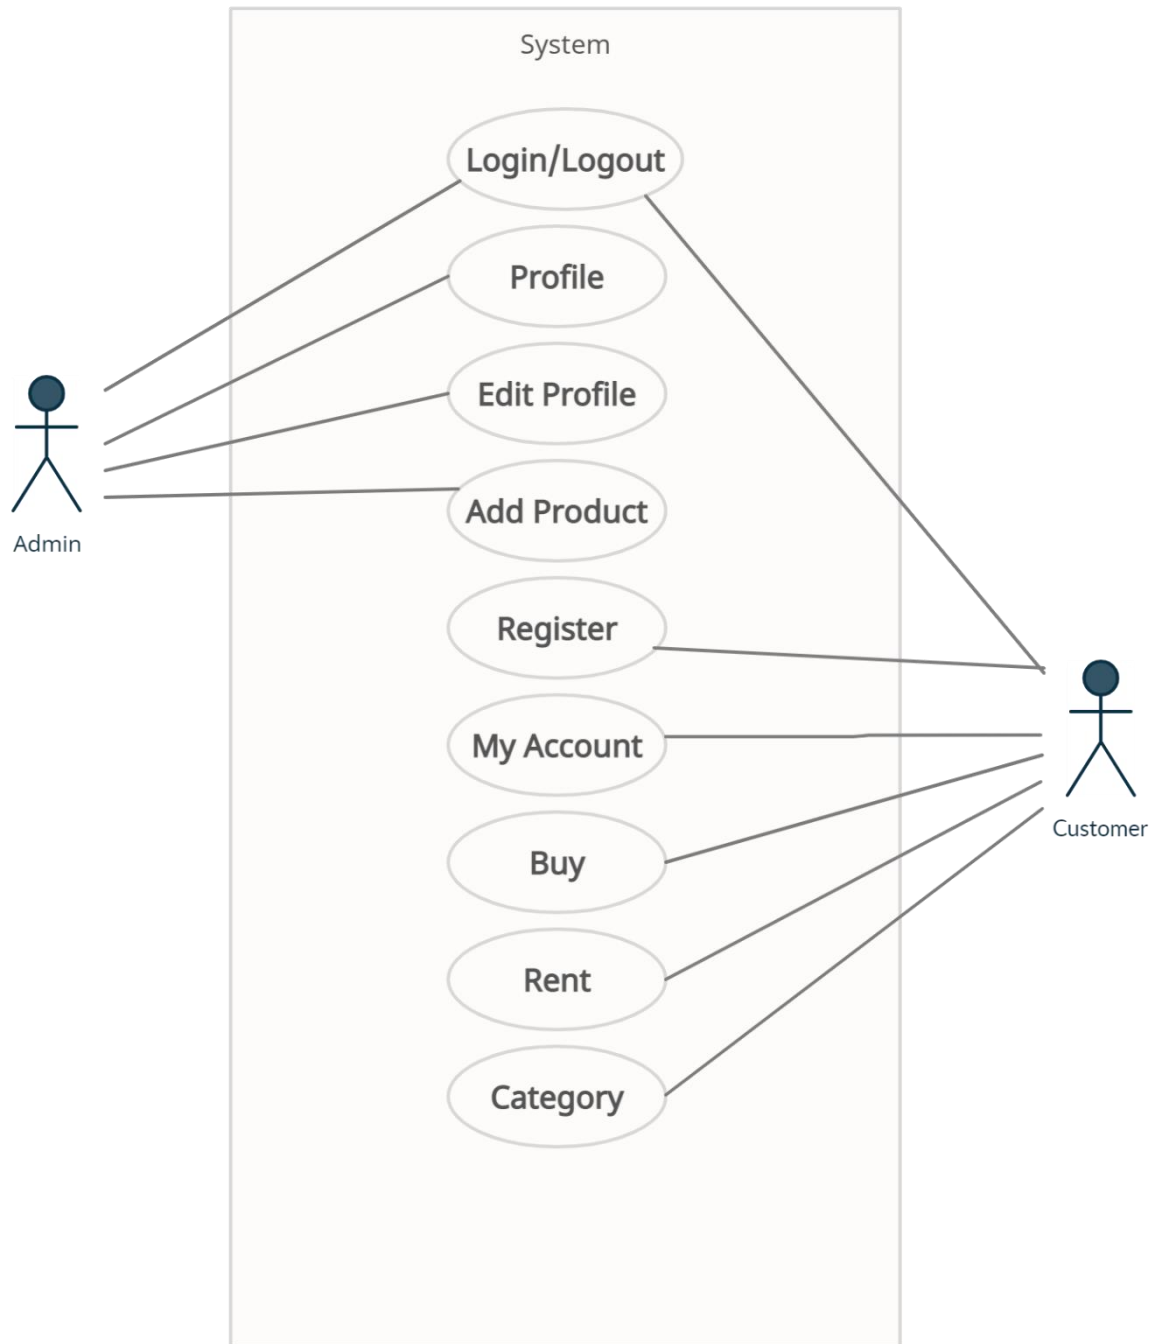 System
Login/Logout
Profile
Edit Profile
Add Product
Admin
Register
My Account
Customer
Buy
Rent
Category